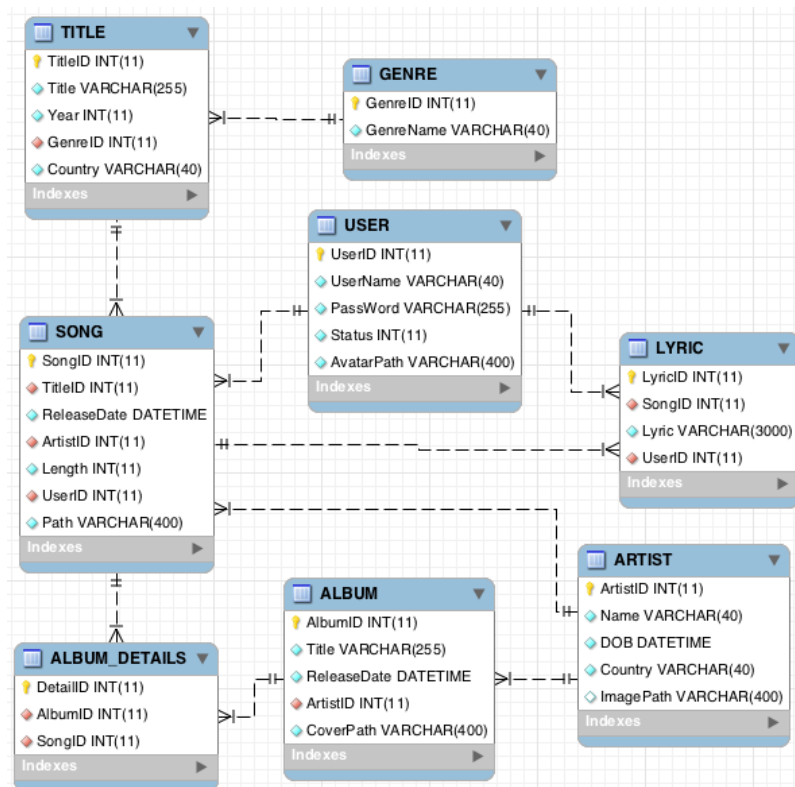 TITLE
TitleID INT(11)
Title VARCHAR(255)
Year INT(11)
GenreID INT(11)
Country VARCHAR(40)
Indexes
GENRE
GenreID INT(11)
GenreName VARCHAR(40)
Indexes
USER
UserID INT(11)
UserName VARCHAR(40)
PassWord VARCHAR(255)
Status INT(11)
AvatarPath VARCHAR(400)
Indexes
SONG
SongID INT(11)
TitleID INT(11)
ReleaseDate DATETIME
ArtistID INT(11)
Length INT(11)
UserID INT(11)
Path VARCHAR(400)
Indexes
LYRIC
LyricID INT(11)
SongID INT(11)
Lyric VARCHAR(3000)
UserID INT(11)
Indexes
ARTIST
ArtistID INT(11)
Name VARCHAR(40)
DOB DATETIME
Country VARCHAR(40)
ImagePath VARCHAR(400)
Indexes
ALBUM
AlbumID INT(11)
Title VARCHAR(255)
ReleaseDate DATETIME
ArtistID INT(11)
CoverPath VARCHAR(400)
Indexes
ALBUM_DETAILS
DetailID INT(11)
AlbumID INT(11)
SongID INT(11)
Indexes